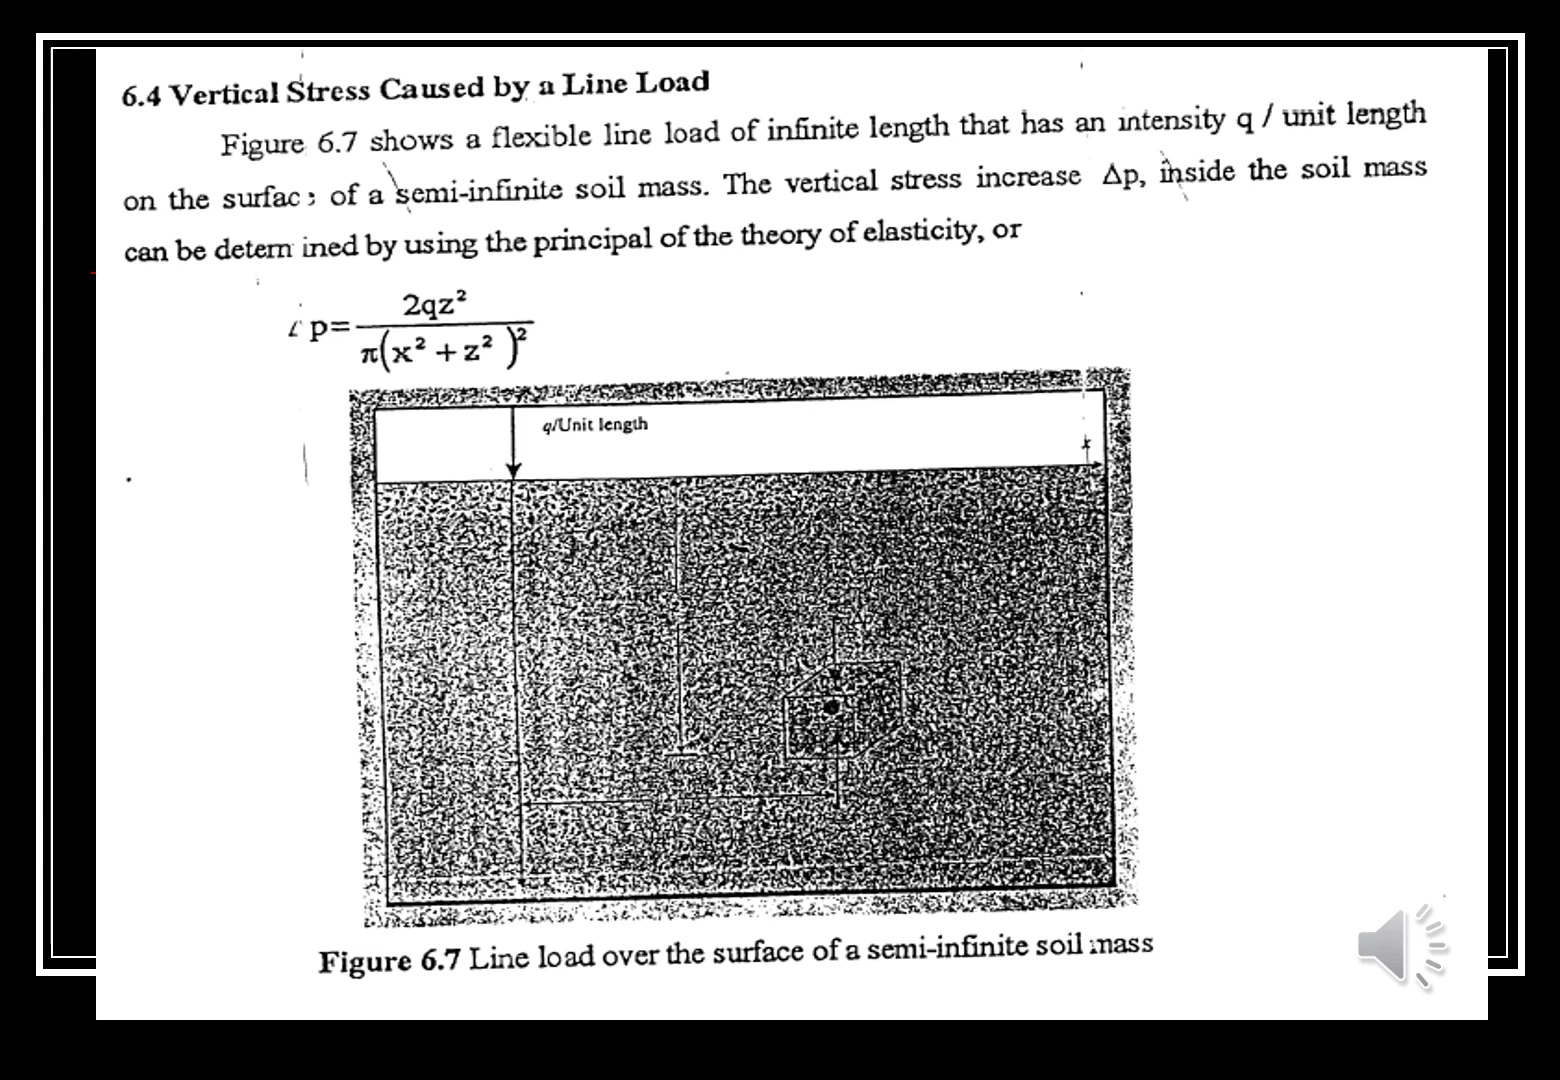 6.4 Vertical Stress Caused by a Line Load
Figure 6.7 shows a flexible line load of infinite length that has an intensity q / unit length
on the surfac of a semi-infinite soil mass. The vertical stress increase Δp, inside the soil mass
can be determ ined by using the principal of the theory of elasticity, or
p= 2qz²
π(x² + z² )²
q/Unit length
x
Figure 6.7 Line load over the surface of a semi-infinite soil mass